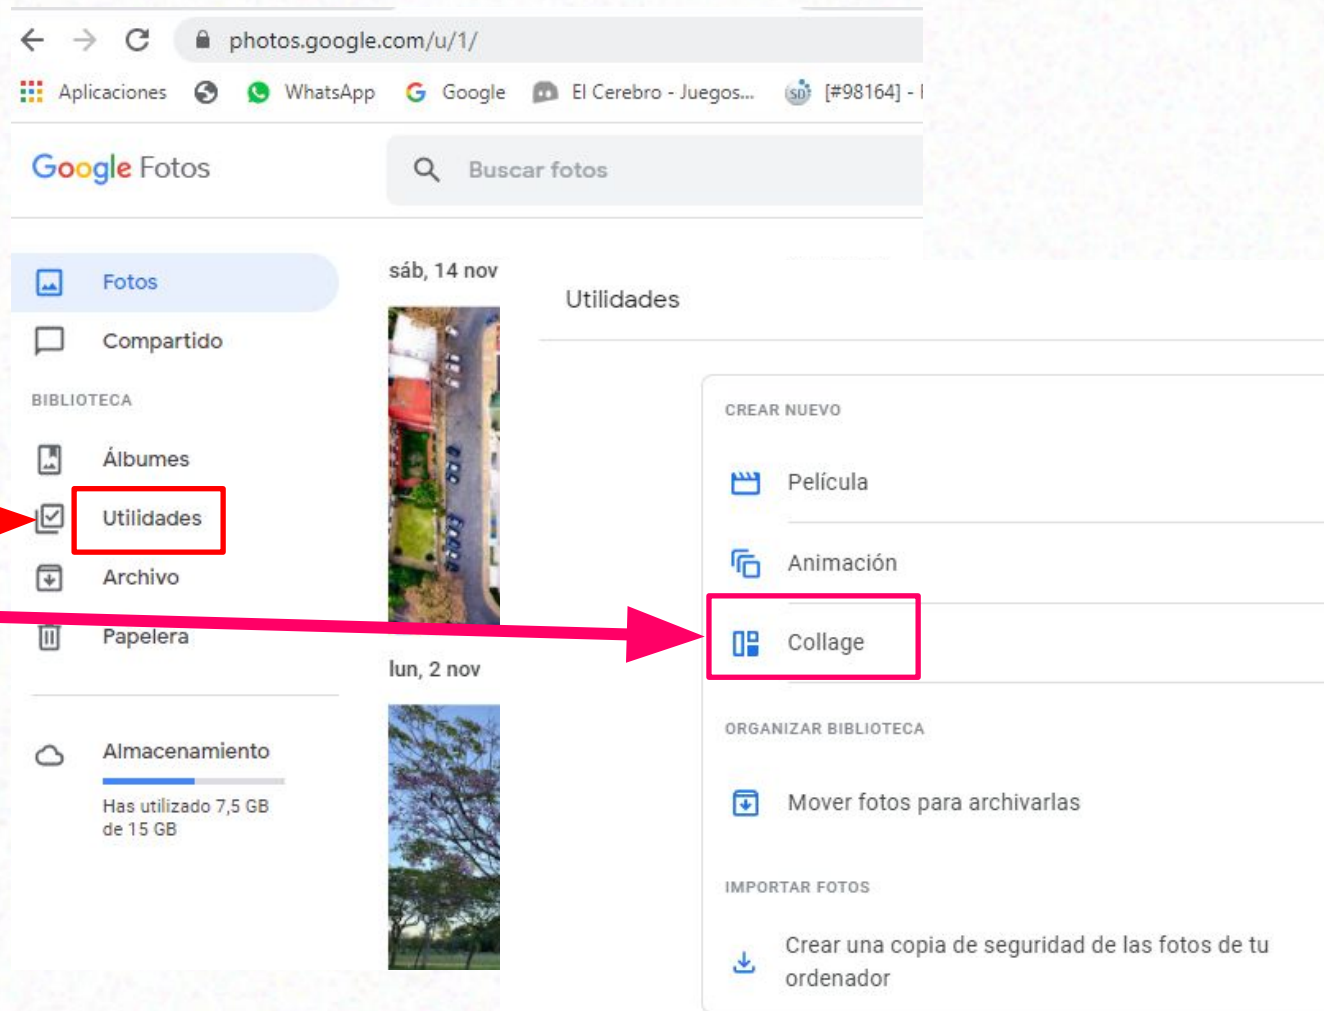 photos.google.com/u/1/
Aplicaciones WhatsApp Google El Cerebro - Juegos... [#98164] -
Google Fotos
Buscar fotos
Fotos
Compartido
BIBLIOTECA
Álbumes
Utilidades
Archivo
Papelera
Almacenamiento
Has utilizado 7,5 GB
de 15 GB
sáb, 14 nov
lun, 2 nov
Utilidades
CREAR NUEVO
Película
Animación
Collage
ORGANIZAR BIBLIOTECA
Mover fotos para archivarlas
IMPORTAR FOTOS
Crear una copia de seguridad de las fotos de tu
ordenador